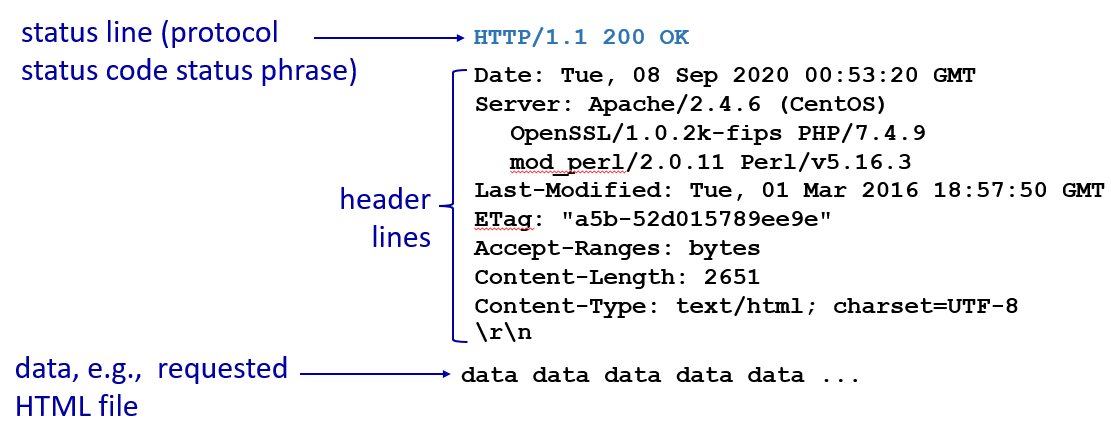 status line (protocol
status code status phrase)
HTTP/1.1 200 OK
Date: Tue, 08 Sep 2020 00:53:20 GMT
Server: Apache/2.4.6 (CentOS)
OpenSSL/1.0.2k-fips PHP/7.4.9
mod_perl/2.0.11 Perl/v5.16.3
Last-Modified: Tue, 01 Mar 2016 18:57:50 GMT
ETag: "a5b-52d015789ee9e"
Accept-Ranges: bytes
Content-Length: 2651
Content-Type: text/html; charset=UTF-8
\r\n
header
lines
data, e.g., requested
HTML file
data data data data data ...